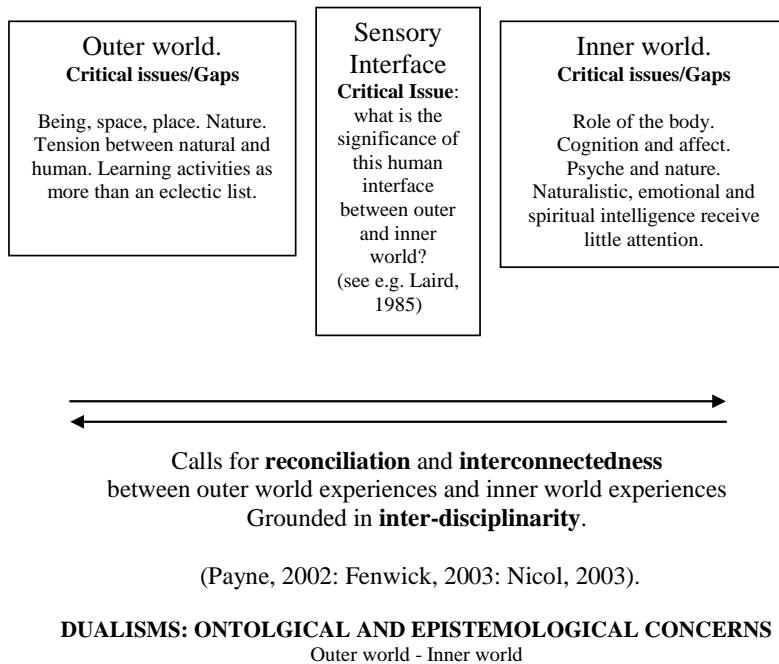 Outer world.
Critical issues/Gaps
Being, space, place. Nature.
Tension between natural and
human. Learning activities as
more than an eclectic list.
Sensory
Interface
Critical Issue:
what is the
significance of
this human
interface
between outer
and inner
world?
(see e.g. Laird,
1985)
Inner world.
Critical issues/Gaps
Role of the body.
Cognition and affect.
Psyche and nature.
Naturalistic, emotional and
spiritual intelligence receive
little attention.
Calls for reconciliation and interconnectedness
between outer world experiences and inner world experiences
Grounded in inter-disciplinarity.
(Payne, 2002: Fenwick, 2003: Nicol, 2003).
DUALISMS: ONTOLGICAL AND EPISTEMOLOGICAL CONCERNS
Outer world - Inner world